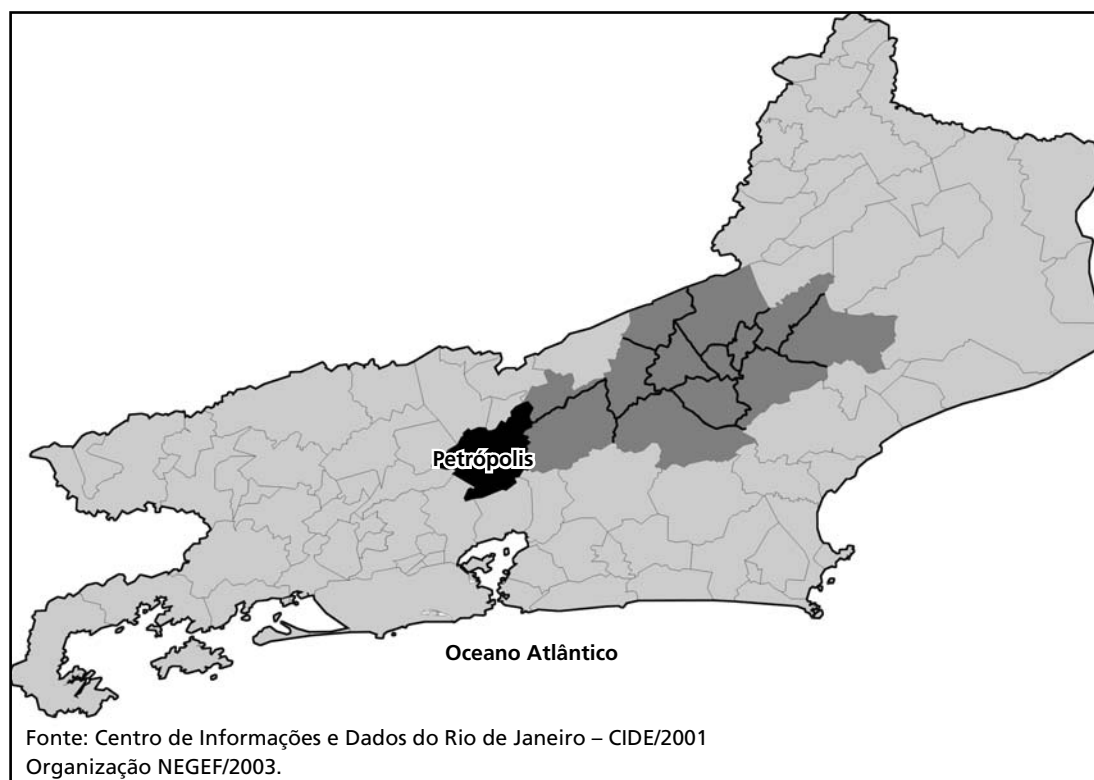 Petrópolis
Oceano Atlântico
Fonte: Centro de Informações e Dados do Rio de Janeiro – CIDE/2001
Organização NEGEF/2003.